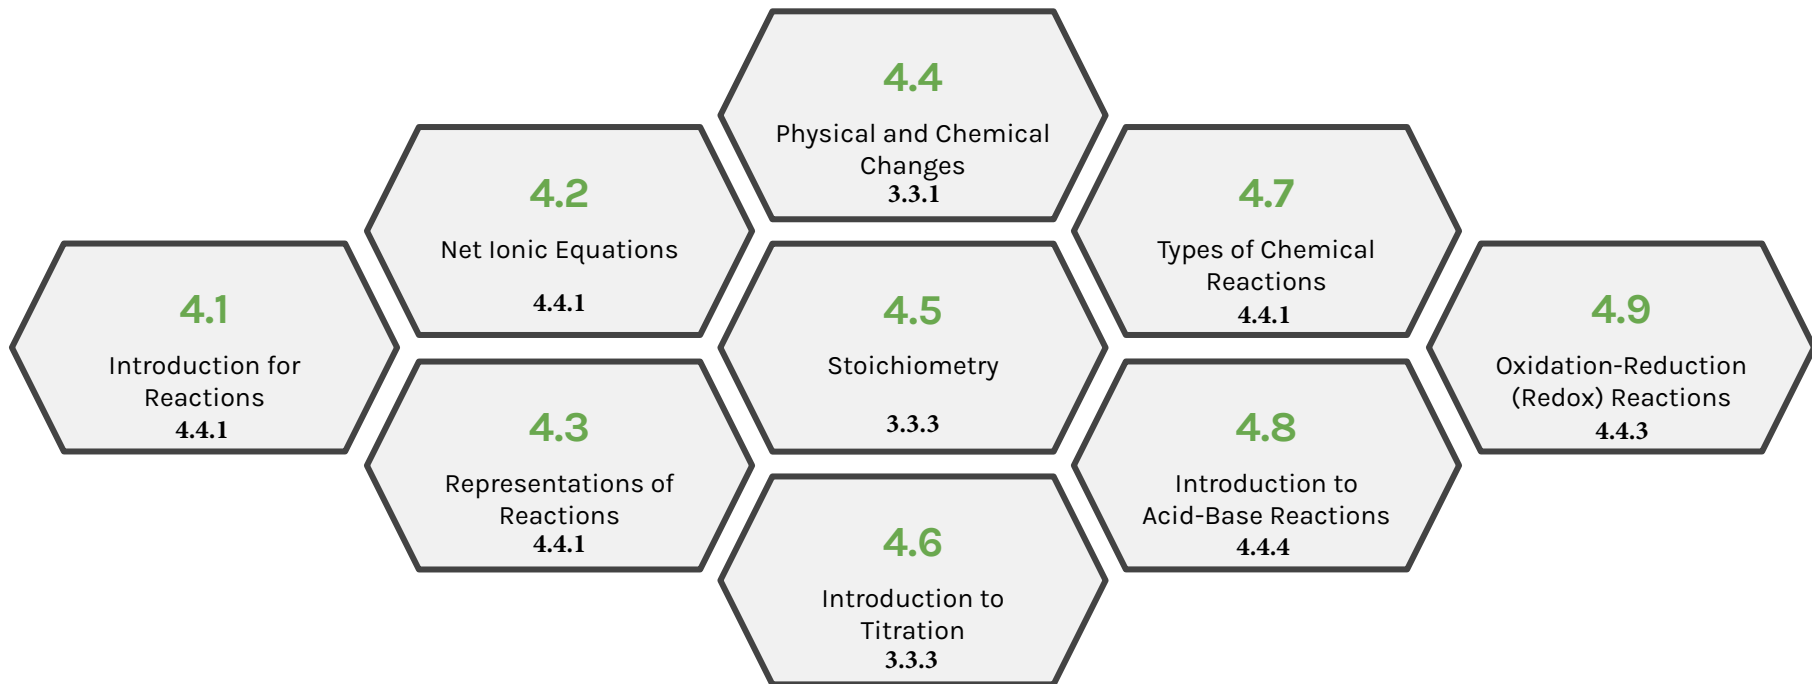 4.1
Introduction for
Reactions
4.4.1
4.2
Net Ionic Equations
4.4.1
4.3
Representations of
Reactions
4.4.1
4.4
Physical and Chemical
Changes
3.3.1
4.5
Stoichiometry
3.3.3
4.6
Introduction to
Titration
3.3.3
4.7
Types of Chemical
Reactions
4.4.1
4.8
Introduction to
Acid-Base Reactions
4.4.4
4.9
Oxidation-Reduction
(Redox) Reactions
4.4.3